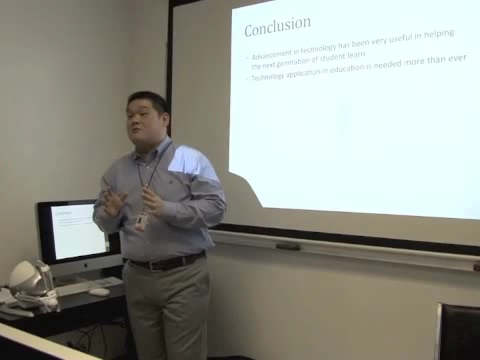 Conclusion
Advancement in technology has been very useful in helping
the next generation of student learn
Technology application in education is needed more than ever
Conclusion